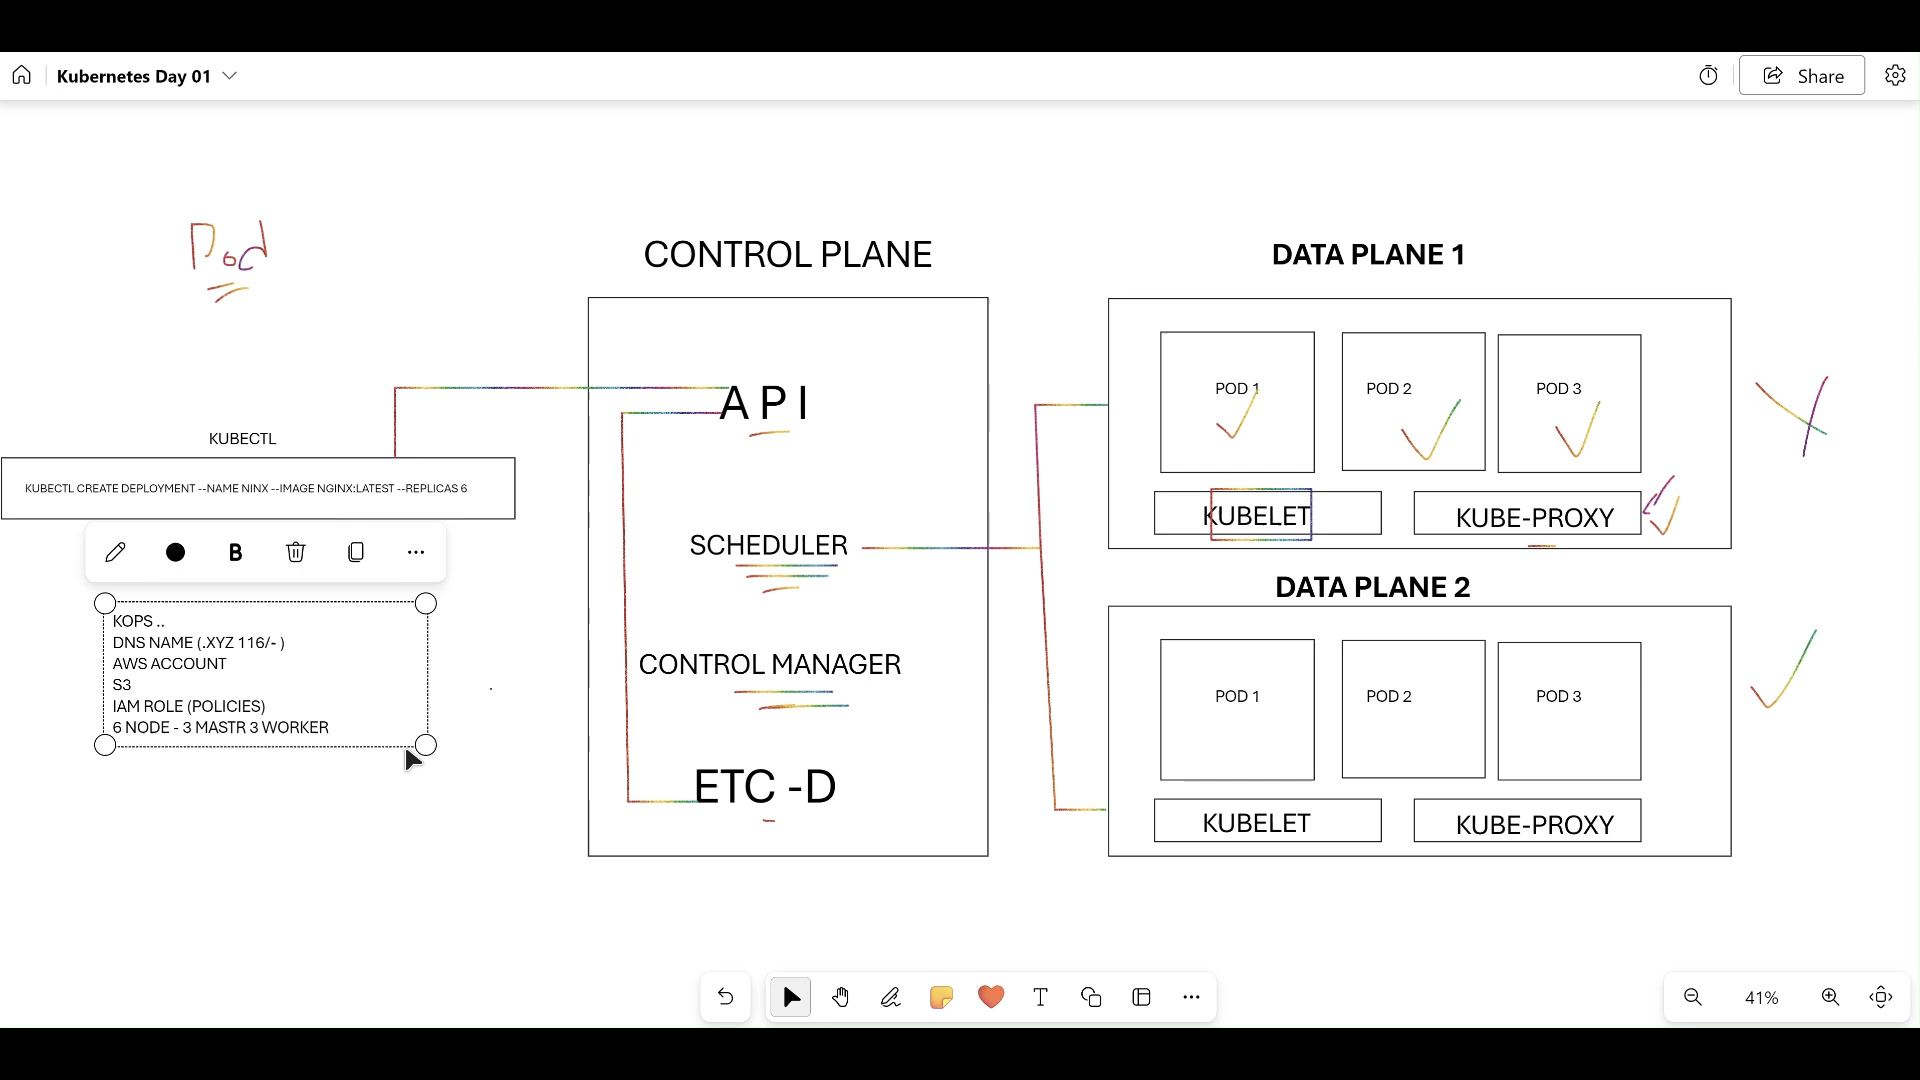 Kubernetes Day 01
Share
Pod
CONTROL PLANE
DATA PLANE 1
API
KUBECTL
KUBECTL CREATE DEPLOYMENT --NAME NINX --IMAGE NGINX:LATEST --REPLICAS 6
POD 1
POD 2
POD 3
KUBELET
KUBE-PROXY
SCHEDULER
B
KOPS ..
DNS NAME (.XYZ 116/- )
AWS ACCOUNT
S3
IAM ROLE (POLICIES)
6 NODE - 3 MASTR 3 WORKER
CONTROL MANAGER
ETC -D
DATA PLANE 2
POD 1
POD 2
POD 3
KUBELET
KUBE-PROXY
41%